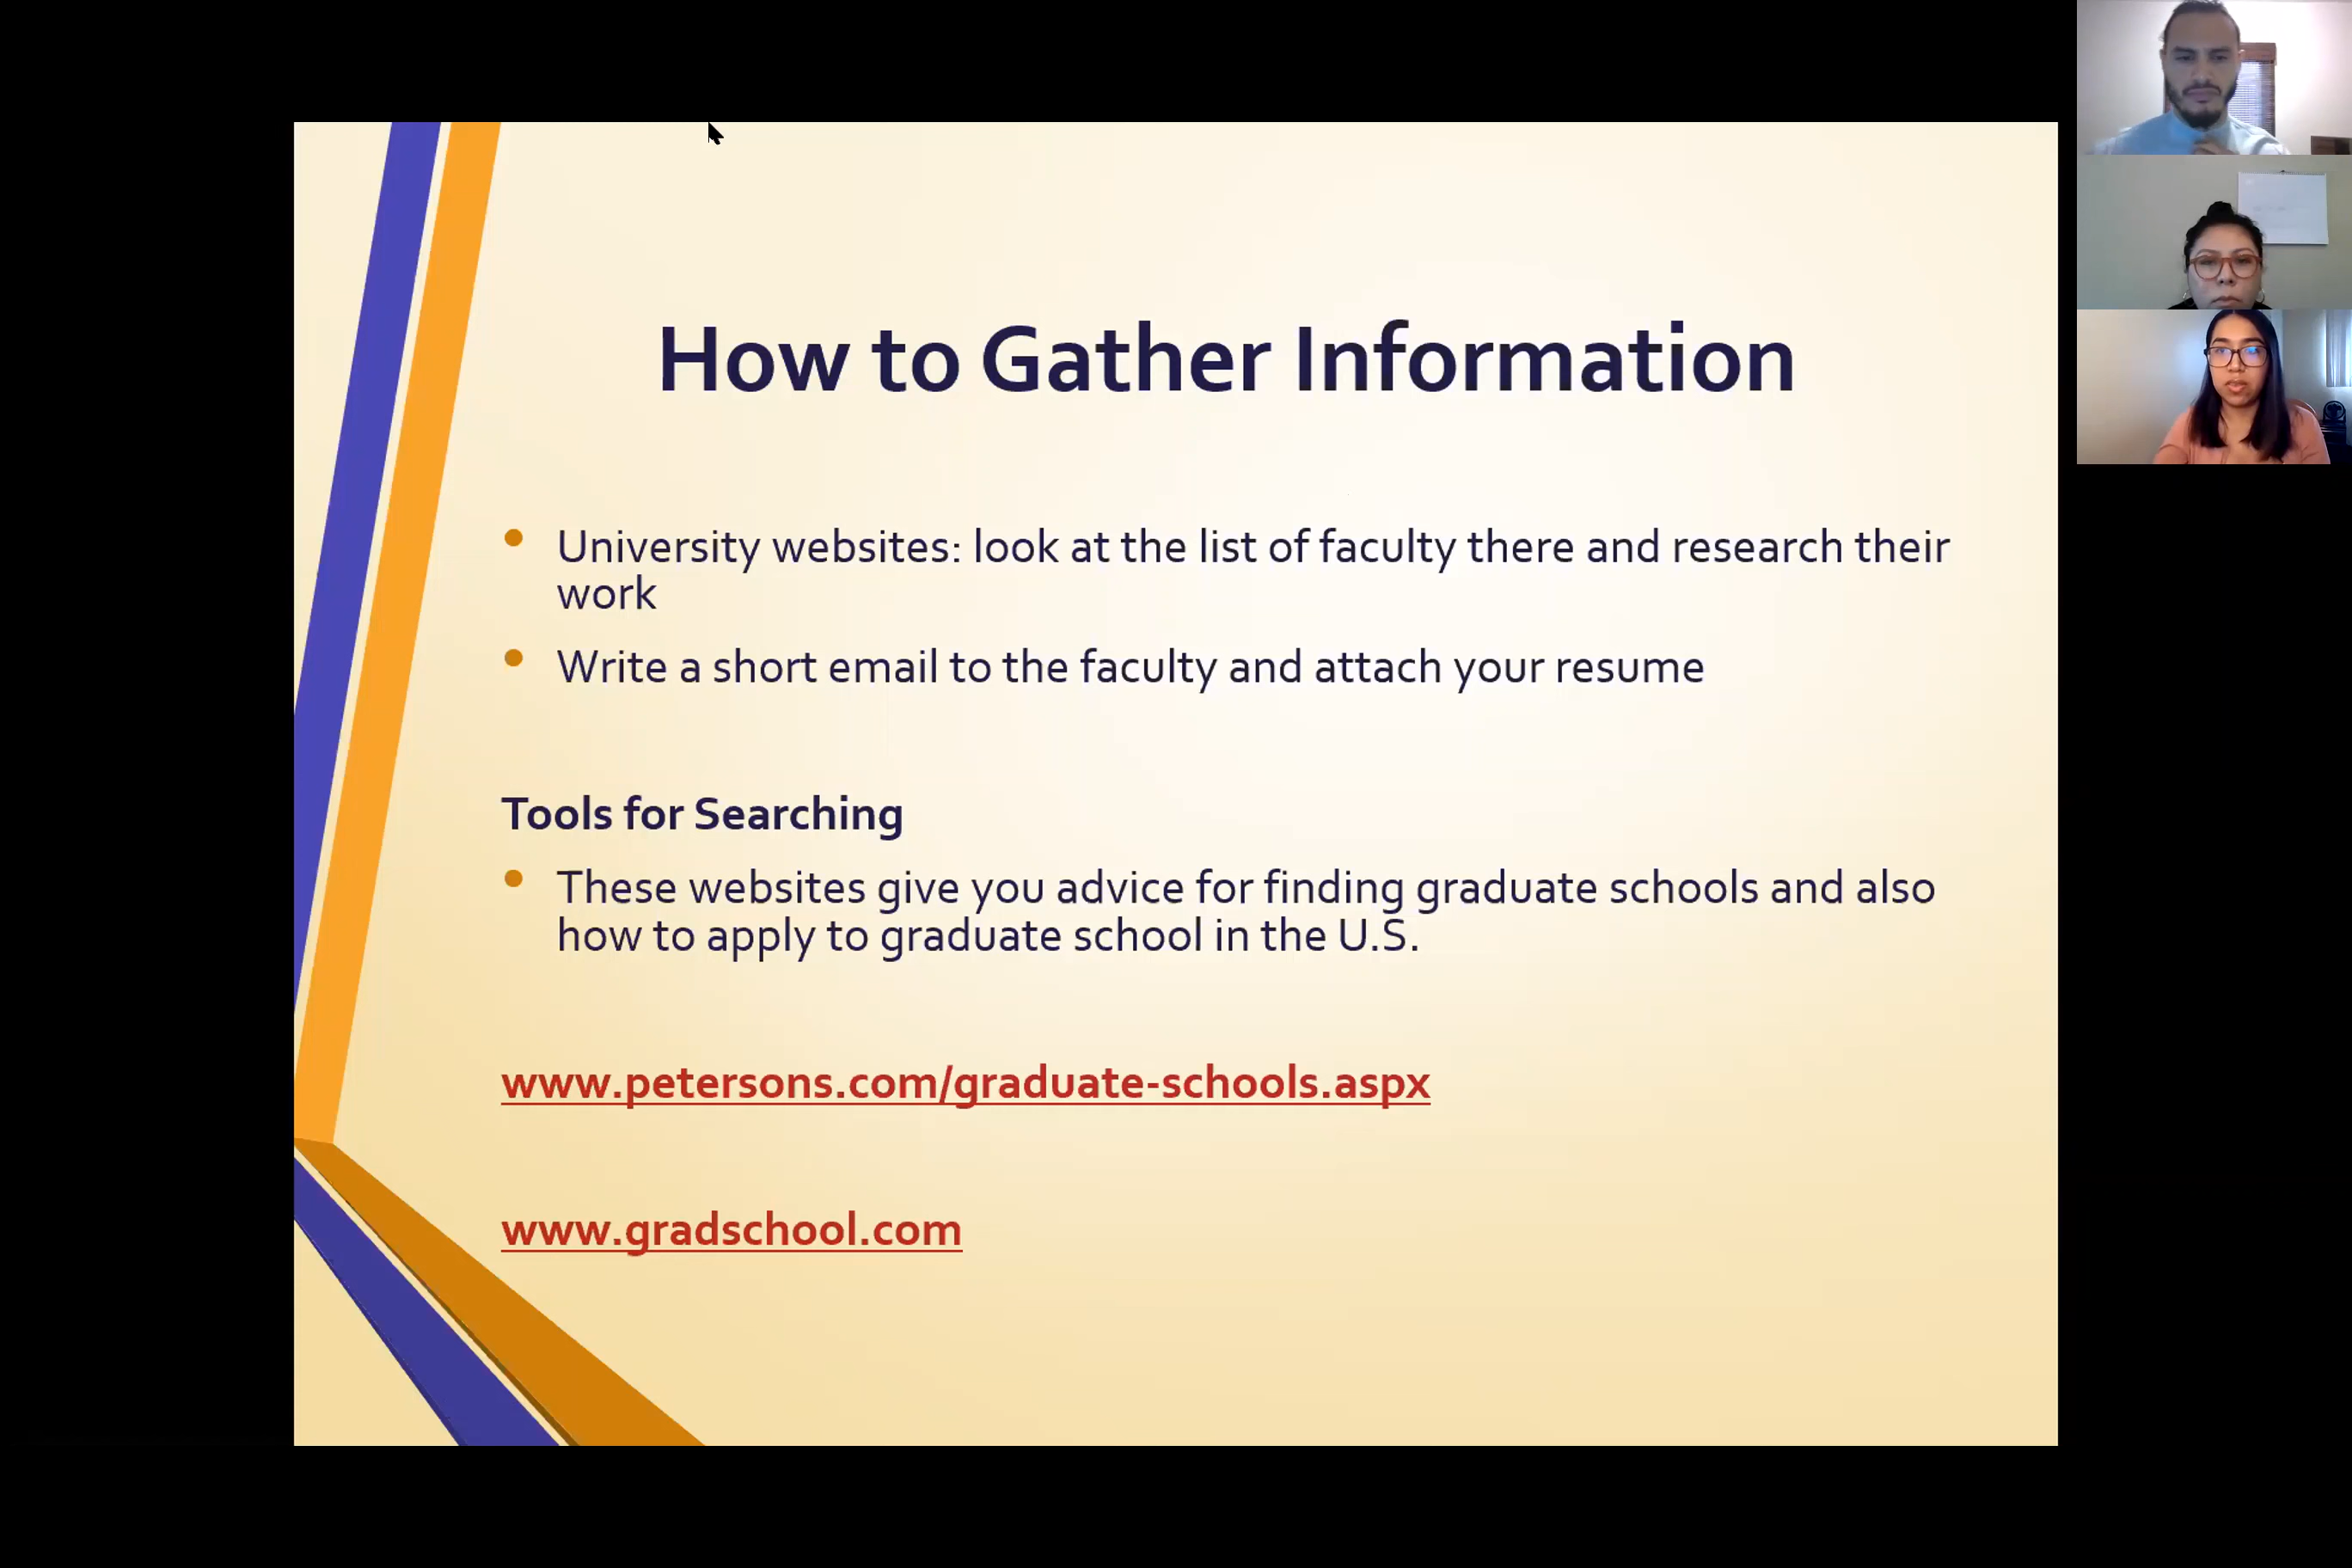 How to Gather Information
• University websites: look at the list of faculty there and research their
work
• Write a short email to the faculty and attach your resume
Tools for Searching
• These websites give you advice for finding graduate schools and also
how to apply to graduate school in the U.S.
www.petersons.com/graduate-schools.aspx
www.gradschool.com